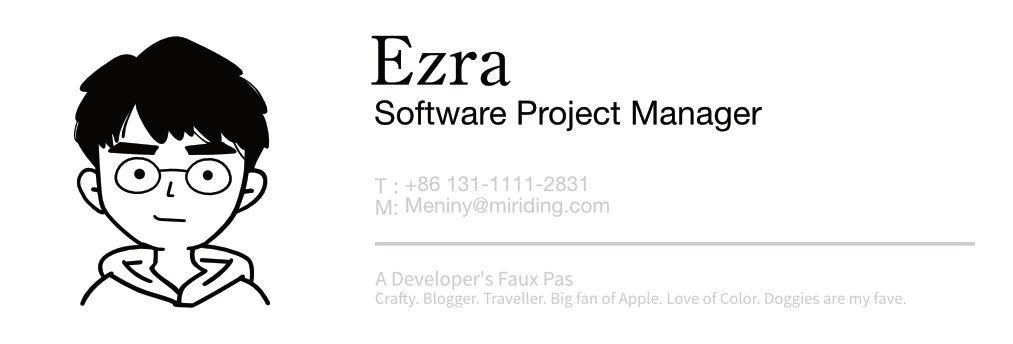 Ezra
Software Project Manager
T : +86 131-1111-2831
M: Meniny@miriding.com
A Developer's Faux Pas
Crafty. Blogger. Traveller. Big fan of Apple. Love of Color. Doggies are my fave.